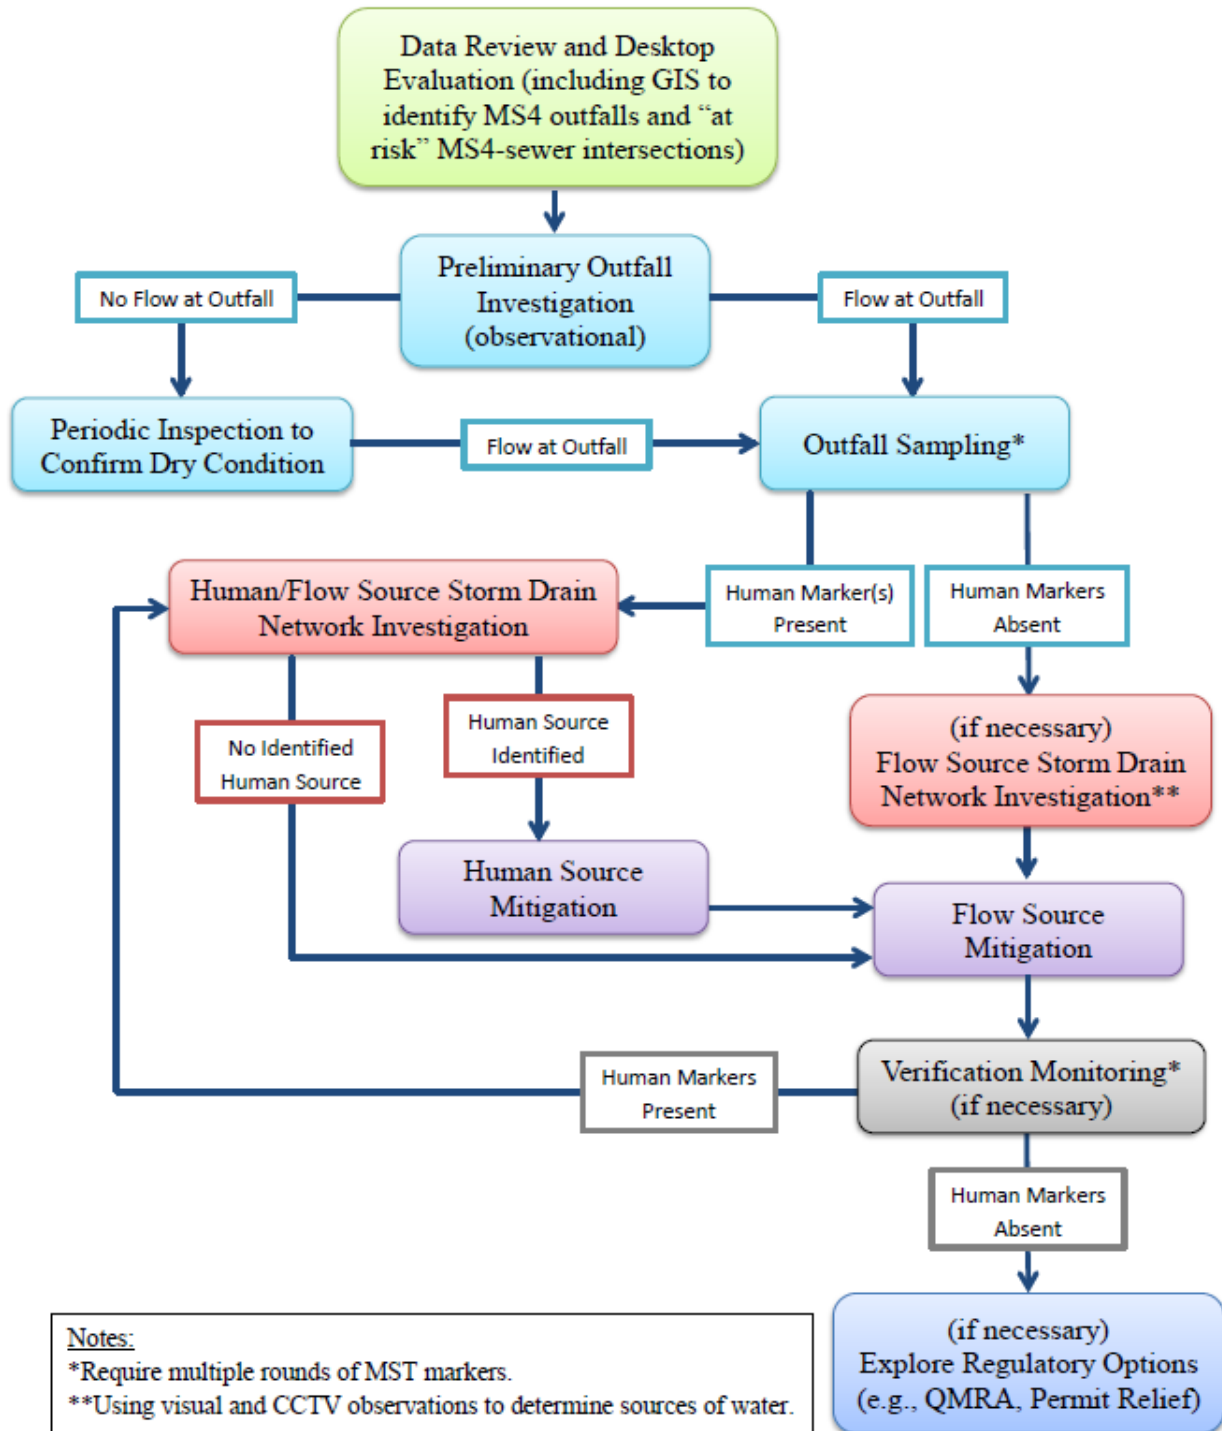 Data Review and Desktop
Evaluation (including GIS to
identify MS4 outfalls and “at
risk” MS4-sewer intersections)
Preliminary Outfall
Investigation
(observational)
No Flow at Outfall
Flow at Outfall
Periodic Inspection to
Confirm Dry Condition
Flow at Outfall
Outfall Sampling*
Human/Flow Source Storm Drain
Network Investigation
Human Marker(s)
Present
Human Markers
Absent
No Identified
Human Source
Human Source
Identified
(if necessary)
Flow Source Storm Drain
Network Investigation**
Human Source
Mitigation
Flow Source
Mitigation
Human Markers
Present
Verification Monitoring*
(if necessary)
Human Markers
Absent
(if necessary)
Explore Regulatory Options
(e.g., QMRA, Permit Relief)
Notes:
*Require multiple rounds of MST markers.
**Using visual and CCTV observations to determine sources of water.